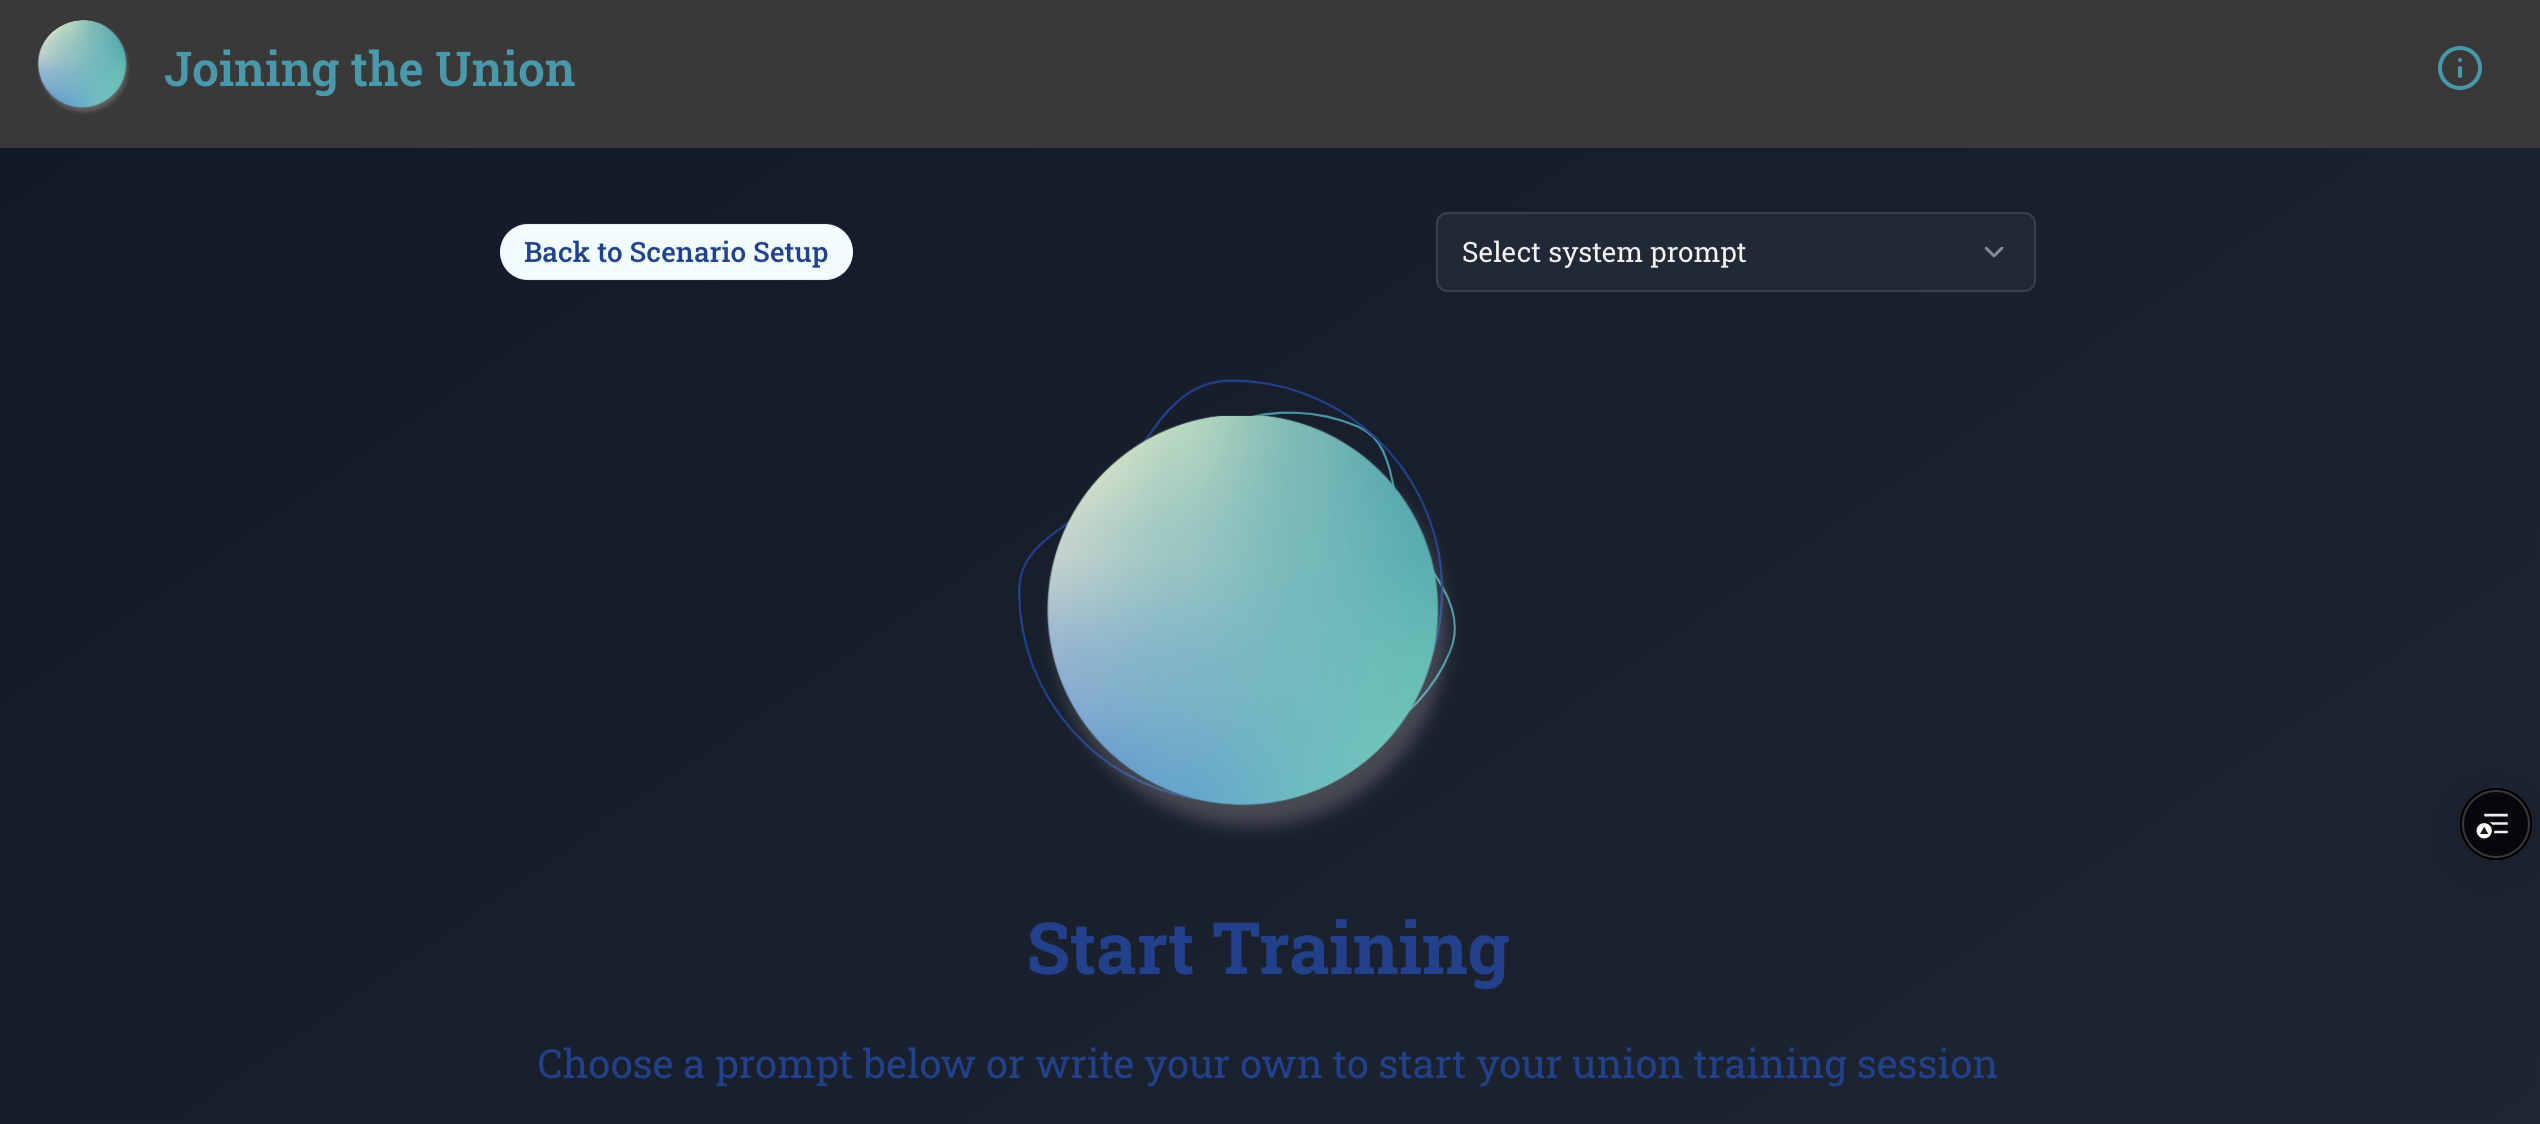 Joining the Union
Back to Scenario Setup
Select system prompt
Start Training
Choose a prompt below or write your own to start your union training session